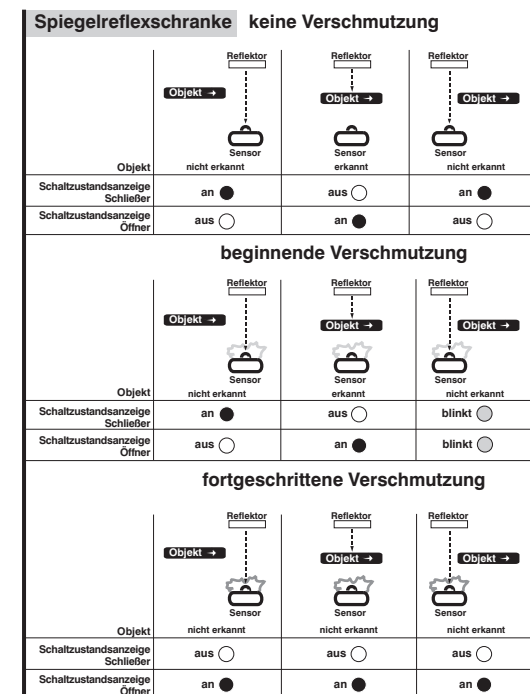 Spiegelreflexschranke keine Verschmutzung
Reflektor Reflektor Reflektor
Objekt → Objekt → Objekt →
Sensor Sensor Sensor
Objekt nicht erkannt erkannt nicht erkannt
Schaltzustandsanzeige
Schließer an aus an
Schaltzustandsanzeige
Öffner aus an aus
beginnende Verschmutzung
Reflektor Reflektor Reflektor
Objekt → Objekt → Objekt →
Sensor Sensor Sensor
Objekt nicht erkannt erkannt nicht erkannt
Schaltzustandsanzeige
Schließer an aus blinkt
Schaltzustandsanzeige
Öffner aus an blinkt
fortgeschrittene Verschmutzung
Reflektor Reflektor Reflektor
Objekt → Objekt → Objekt →
Sensor Sensor Sensor
Objekt nicht erkannt nicht erkannt nicht erkannt
Schaltzustandsanzeige
Schließer aus aus aus
Schaltzustandsanzeige
Öffner an an an